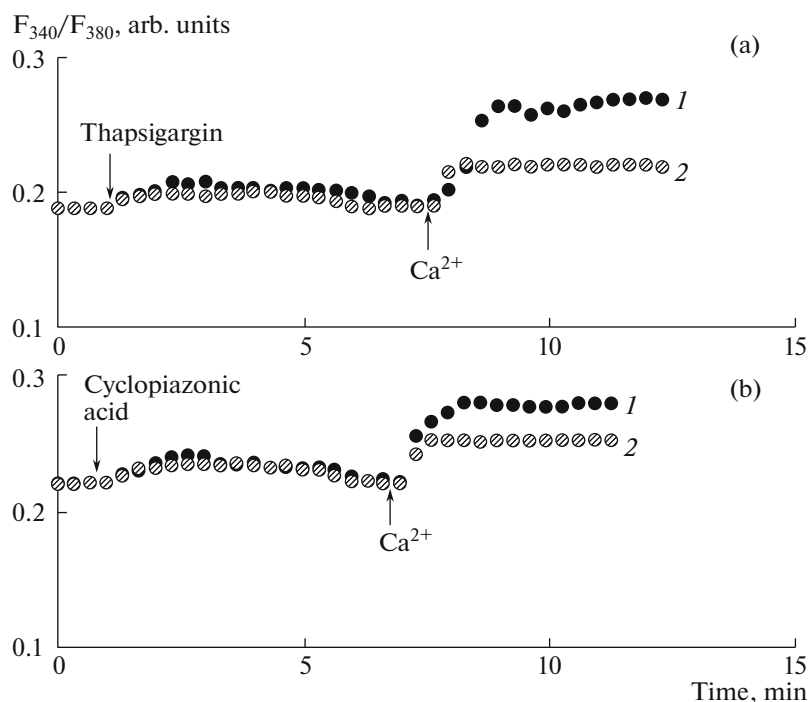 F₃₄₀/F₃₈₀, arb. units
(a)
0.3
Thapsigargin
1
0.2
2
Ca²⁺
0.1
0 5 10 15
(b)
0.3
Cyclopiazonic
acid
1
2
0.2
Ca²⁺
0.1
0 5 10 15
Time, min